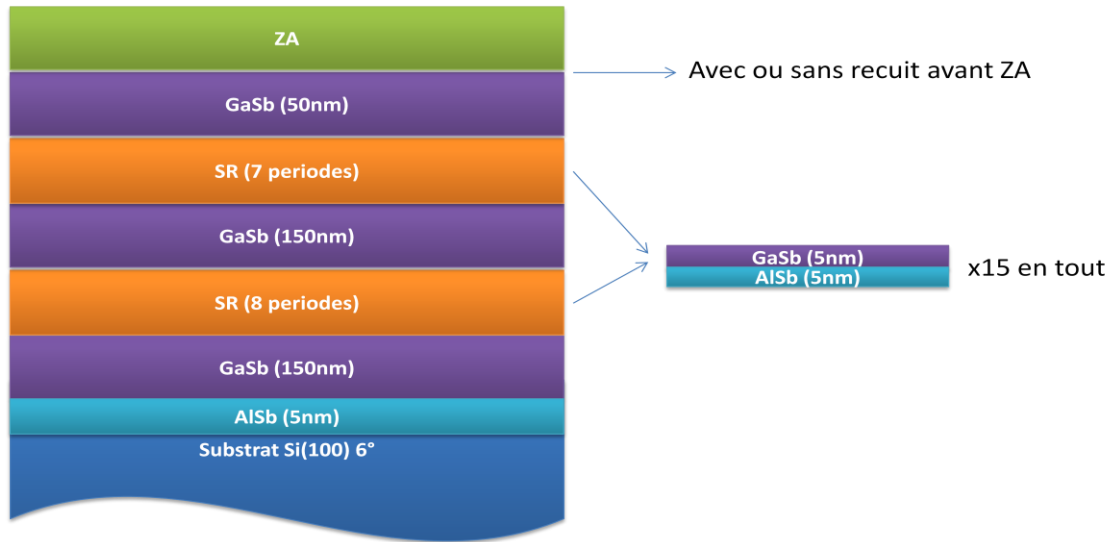 ZA
Avec ou sans recuit avant ZA
GaSb (50nm)
SR (7 periodes)
GaSb (150nm)
GaSb (5nm)
AlSb (5nm)
x15 en tout
SR (8 periodes)
GaSb (150nm)
AlSb (5nm)
Substrat Si(100) 6°